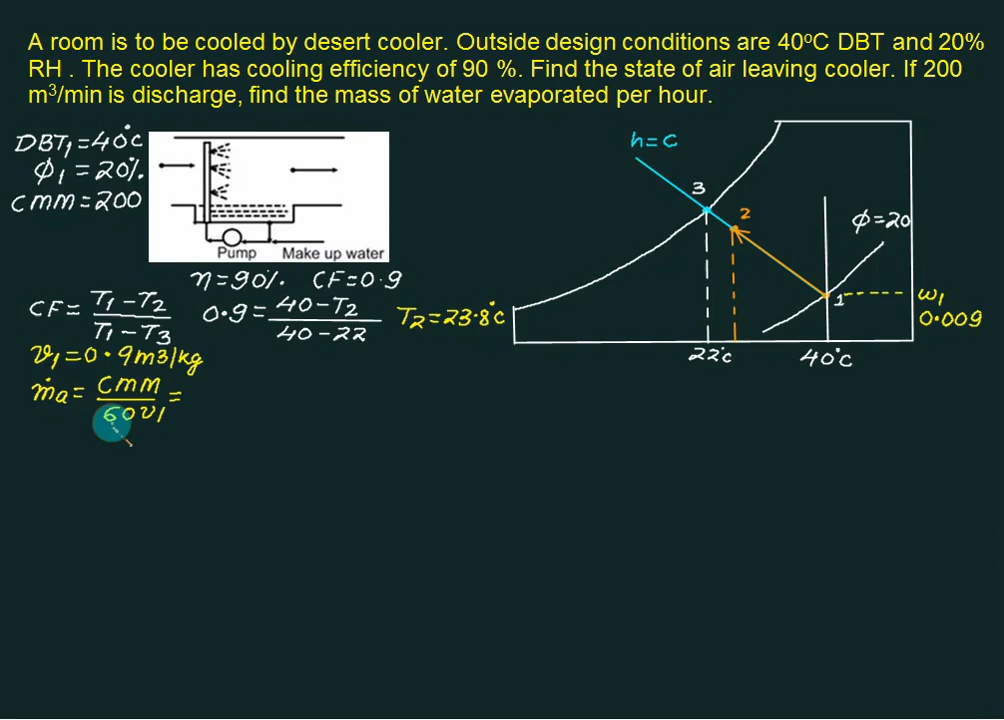 A room is to be cooled by desert cooler. Outside design conditions are 40ºC DBT and 20%
RH . The cooler has cooling efficiency of 90 %. Find the state of air leaving cooler. If 200
m³/min is discharge, find the mass of water evaporated per hour.
DBT₁=40°C
φ₁=20%.
CMM=200
Pump Make up water
η=90%. CF=0.9
CF= T₁-T₂ / T₁-T₃
0.9= 40-T₂ / 40-22
T₂=23.8°C
v₁=0.9m3/kg
ṁa= CMM / 60v₁ =
h=C
3
2
φ=20
1
ω₁
0.009
22°C
40°C